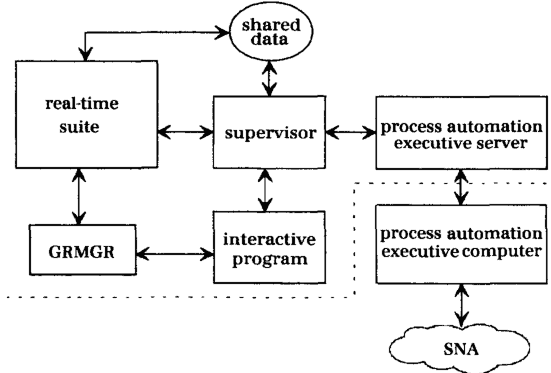 shared
data
real-time
suite
supervisor
process automation
executive server
GRMGR
interactive
program
process automation
executive computer
SNA